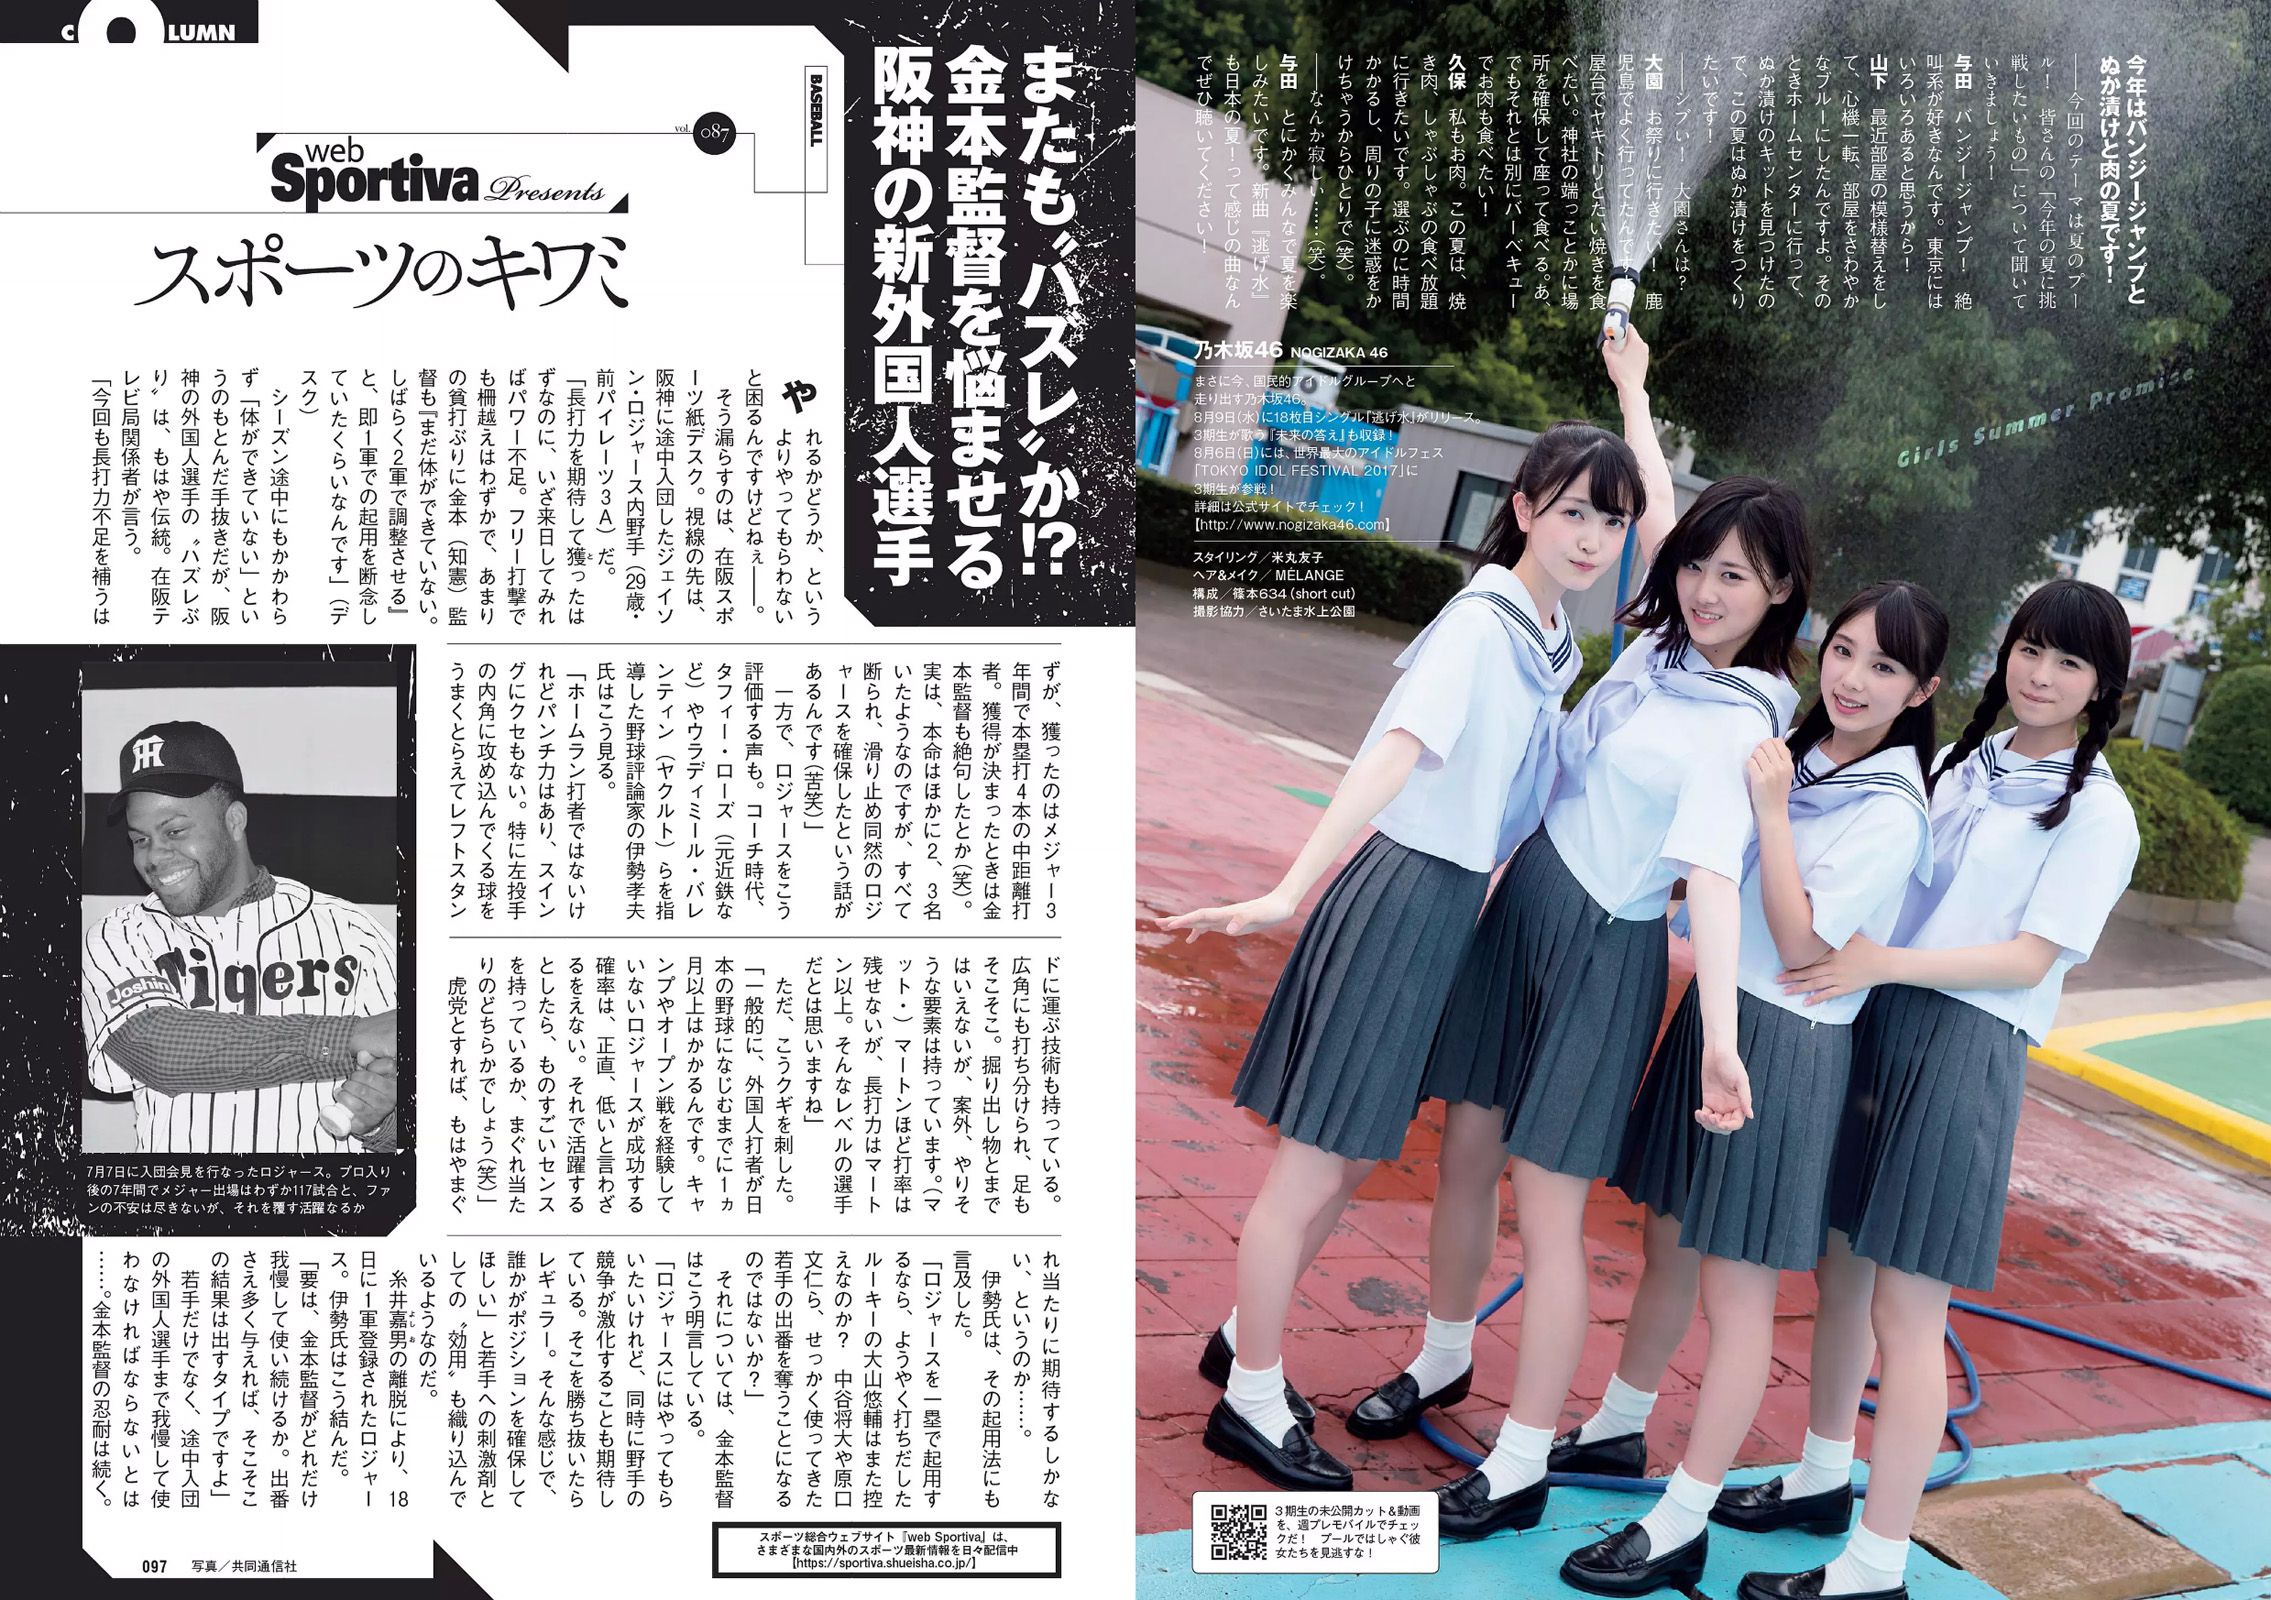 今年はバンジージャンプと
ぬか漬けと肉の夏です!
――今回のテーマは夏のプー
ル! 皆さんの「今年の夏に挑
戦したいもの」について聞いて
いきましょう!
与田 バンジージャンプ! 絶
叫系が好きなんです。東京には
いろいろあると思うから!
山下 最近部屋の模様替えをし
て、心機一転、部屋をさわやか
なブルーにしたんですよ。その
ときホームセンターに行って、
ぬか漬けのキットを見つけたの
で、この夏はぬか漬けをつくり
たいです!
――シブい! 大園さんは?
大園 お祭りに行きたい! 鹿
児島でよく行ってたんですよ
屋台でヤキトリとたい焼きを食
べたい。神社の端っことかに場
所を確保して座って食べる。あ、
でもそれとは別にバーベキュー
でお肉も食べたい!
久保 私もお肉。この夏は、焼
き肉、しゃぶしゃぶの食べ放題
に行きたいです。選ぶのに時間
かかるし、周りの子に迷惑をか
けちゃうからひとりで(笑)。
――なんか寂しい……(笑)。
与田 とにかくみんなで夏を楽
しみたいです。新曲『逃げ水』
も日本の夏!って感じの曲なん
でぜひ聴いてください!
乃木坂46 NOGIZAKA 46
まさに今、国民的アイドルグループへと
走り出す乃木坂46。
8月9日(水)に18枚目シングル『逃げ水』がリリース。
3期生が歌う『未来の答え』も収録!
8月6日(日)には、世界最大のアイドルフェス
「TOKYO IDOL FESTIVAL 2017」に
3期生が参戦!
詳細は公式サイトでチェック!
【http://www.nogizaka46.com】
スタイリング/米丸友子
ヘア&メイク/MÉLANGE
構成/篠本634(short cut)
撮影協力/さいたま水上公園
Girls Summer Promise
3期生の未公開カット&動画
を、週プレモバイルでチェッ
クだ! プールではしゃぐ彼
女たちを見逃すな!
COLUMN
BASEBALL
vol. 087
web
Sportiva Presents
スポーツのキワミ
またも〝ハズレ〟か!?
金本監督を悩ませる
阪神の新外国人選手
やれるかどうか、という
よりやってもらわない
と困るんですけどねぇ――。
そう漏らすのは、在阪スポ
ーツ紙デスク。視線の先は、
阪神に途中入団したジェイソ
ン・ロジャース内野手(29歳・
前パイレーツ3A)だ。
「長打力を期待して獲ったは
ずなのに、いざ来日してみれ
ばパワー不足。フリー打撃で
も柵越えはわずかで、あまり
の貧打ぶりに金本(知憲)監
督も『まだ体ができていない。
しばらく2軍で調整させる』
と、即1軍での起用を断念し
ていたくらいなんです」(デ
スク)
シーズン途中にもかかわら
ず「体ができていない」とい
うのもとんだ手抜きだが、阪
神の外国人選手の〝ハズレぶ
り〟は、もはや伝統。在阪テ
レビ局関係者が言う。
「今回も長打力不足を補うは
ずが、獲ったのはメジャー3
年間で本塁打4本の中距離打
者。獲得が決まったときは金
本監督も絶句したとか(笑)。
実は、本命はほかに2、3名
いたようなのですが、すべて
断られ、滑り止め同然のロジ
ャースを確保したという話が
あるんです(苦笑)」
一方で、ロジャースをこう
評価する声も。コーチ時代、
タフィー・ローズ(元近鉄な
ど)やウラディミール・バレ
ンティン(ヤクルト)らを指
導した野球評論家の伊勢孝夫
氏はこう見る。
「ホームラン打者ではないけ
れどパンチ力はあり、スイン
グにクセもない。特に左投手
の内角に攻め込んでくる球を
うまくとらえてレフトスタン
ドに運ぶ技術も持っている。
広角にも打ち分けられ、足も
そこそこ。掘り出し物とまで
はいえないが、案外、やりそ
うな要素は持っています。(マ
ット・)マートンほど打率は
残せないが、長打力はマート
ン以上。そんなレベルの選手
だとは思いますね」
ただ、こうクギを刺した。
「一般的に、外国人打者が日
本の野球になじむまでに1ヵ
月以上はかかるんです。キャ
ンプやオープン戦を経験して
いないロジャースが成功する
確率は、正直、低いと言わざ
るをえない。それで活躍する
としたら、ものすごいセンス
を持っているか、まぐれ当た
りのどちらかでしょう(笑)」
虎党とすれば、もはやまぐ
れ当たりに期待するしかな
い、というのか……。
伊勢氏は、その起用法にも
言及した。
「ロジャースを一塁で起用す
るなら、ようやく打ちだした
ルーキーの大山悠輔はまた控
えなのか? 中谷将大や原口
文仁ら、せっかく使ってきた
若手の出番を奪うことになる
のではないか?」
それについては、金本監督
はこう明言している。
「ロジャースにはやってもら
いたいけれど、同時に野手の
競争が激化することも期待し
ている。そこを勝ち抜いたら
レギュラー。そんな感じで、
誰かがポジションを確保して
ほしい」と若手への刺激剤と
しての〝効用〟も織り込んで
いるようなのだ。
糸井嘉男の離脱により、18
日に1軍登録されたロジャー
ス。伊勢氏はこう結んだ。
「要は、金本監督がどれだけ
我慢して使い続けるか。出番
さえ多く与えれば、そこそこ
の結果は出すタイプですよ」
若手だけでなく、途中入団
の外国人選手まで我慢して使
わなければならないとは
……。金本監督の忍耐は続く。
Tigers
Joshin
7月7日に入団会見を行なったロジャース。プロ入り
後の7年間でメジャー出場はわずか117試合と、ファ
ンの不安は尽きないが、それを覆す活躍なるか
スポーツ総合ウェブサイト『web Sportiva』は、
さまざまな国内外のスポーツ最新情報を日々配信中
【https://sportiva.shueisha.co.jp/】
097 写真/共同通信社